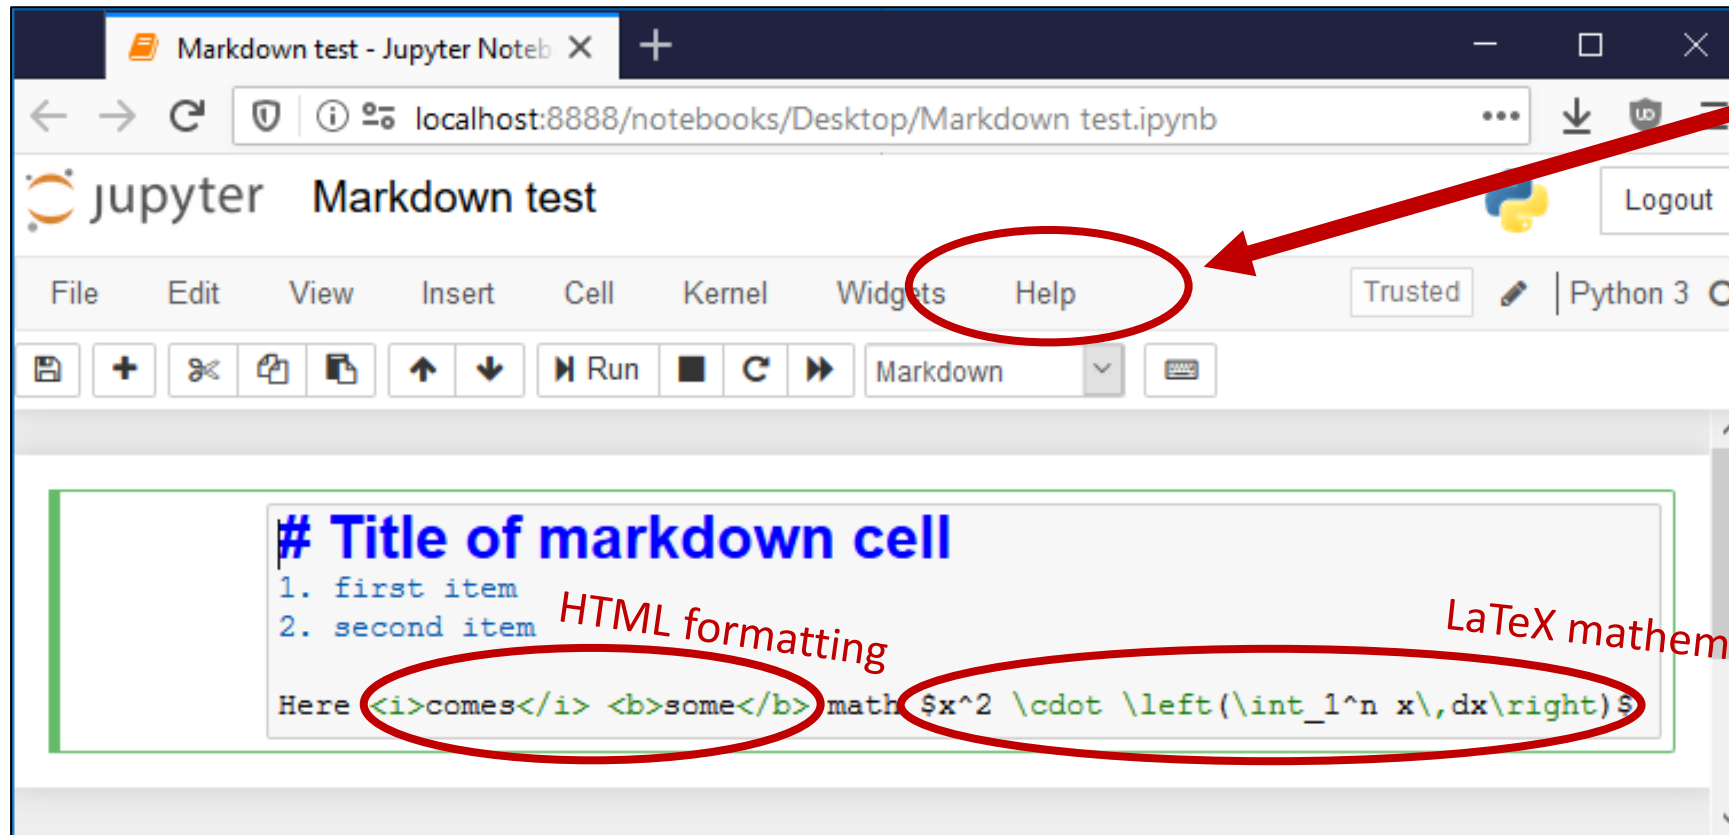 Markdown test - Jupyter Noteb
localhost:8888/notebooks/Desktop/Markdown test.ipynb
jupyter Markdown test
Logout
File Edit View Insert Cell Kernel Widgets Help Trusted Python 3
Run Markdown
# Title of markdown cell
1. first item
2. second item
HTML formatting
LaTeX mathem
Here <i>comes</i> <b>some</b> math $x^2 \cdot \left(\int_1^n x\,dx\right)$